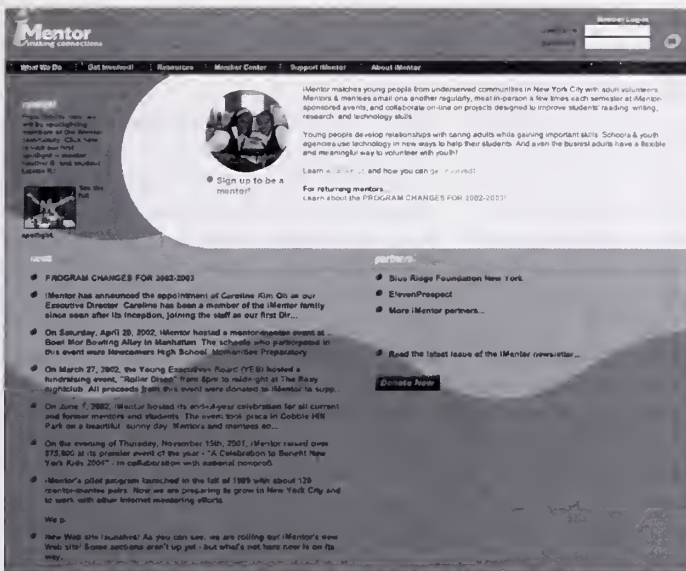 iMentor
making connections
Member Log-in
What We Do
Get Involved!
Resources
Member Center
Support iMentor
About iMentor
iMentor matches young people from underserved communities in New York City with adult volunteers.
Mentors & mentees email one another regularly, meet in-person a few times each semester at iMentor-
sponsored events, and collaborate on-line on projects designed to improve students' reading, writing,
research, and technology skills.
Young people develop relationships with caring adults while gaining important skills. Schools & youth
agencies use technology in new ways to help their students. And even the busiest adults have a flexible
and meaningful way to volunteer with youth!
Learn and how you can get involved!
For returning mentors...
Learn about the PROGRAM CHANGES FOR 2002-2003!
Sign up to be a
mentor!
See the
full
spotlight.
news
PROGRAM CHANGES FOR 2002-2003
iMentor has announced the appointment of Caroline Kim Oh as our
Executive Director. Caroline has been a member of the iMentor family
since soon after its inception, joining the staff as our first Dir...
On Saturday, April 20, 2002, iMentor hosted a mentor-mentee event at
Bowl Mor Bowling Alley in Manhattan. The schools who participated in
this event were Newcomers High School, Humanities Preparatory
On March 27, 2002, the Young Executives Board (YEB) hosted a
fundraising event, "Roller Disco" from 8pm to midnight at The Roxy
nightclub. All proceeds from this event were donated to iMentor to supp...
On June 1, 2002, iMentor hosted its end-of-year celebration for all current
and former mentors and students. The event took place in Cobble Hill
Park on a beautiful, sunny day. Mentors and mentees so...
On the evening of Thursday, November 15th, 2001, iMentor raised over
$75,000 at its premier event of the year - "A Celebration to Benefit New
York Kids 2001" - in collaboration with national nonprofi
iMentor's pilot program launched in the fall of 1999 with about 120
mentor-mentee pairs. Now we are preparing to grow in New York City and
to work with other Internet mentoring efforts.
We p
New Web site launches! As you can see, we are rolling out iMentor's new
Web site! Some sections aren't up yet - but what's not here now is on its
way.
partners
Blue Ridge Foundation New York
ElevenProspect
More iMentor partners...
Read the latest issue of the iMentor newsletter...
Donate Now